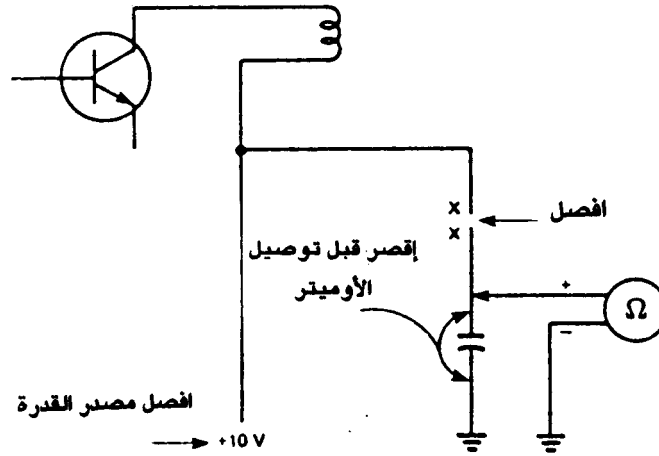 افصل
x
x
إقصر قبل توصيل
الأوميتر
+
Ω
−
افصل مصدر القدرة
+10 V